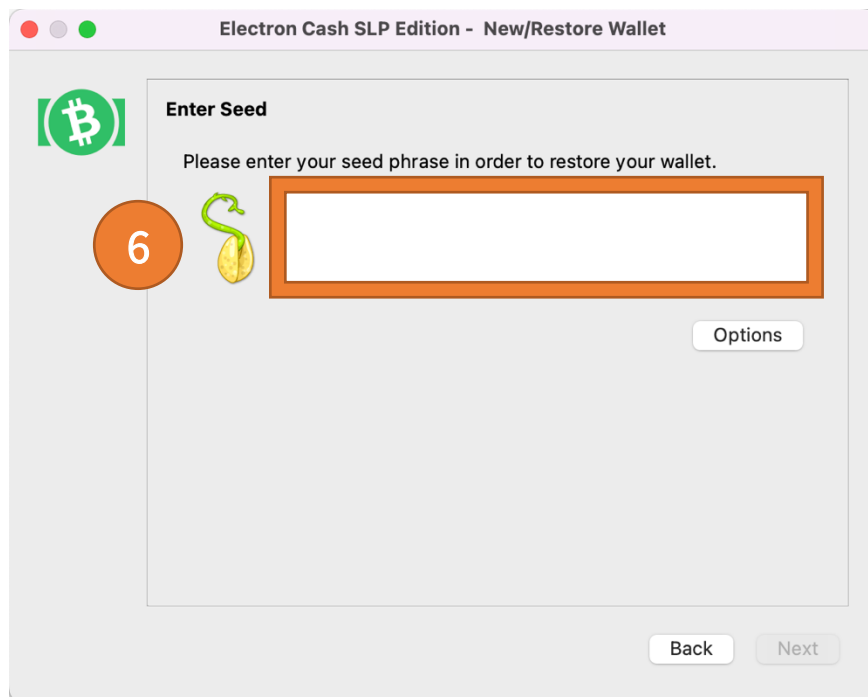 Electron Cash SLP Edition - New/Restore Wallet
Enter Seed
Please enter your seed phrase in order to restore your wallet.
6
Options
Back
Next